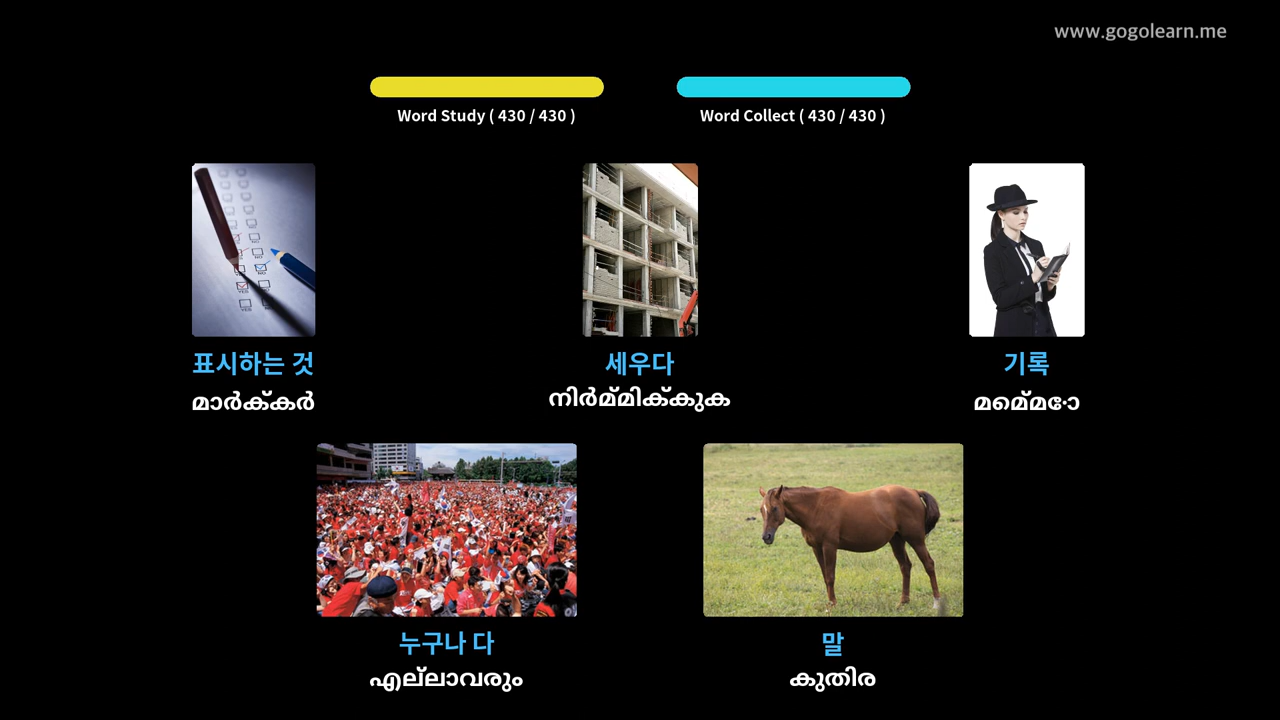 www.gogolearn.me
Word Study ( 430 / 430 )
Word Collect ( 430 / 430 )
표시하는 것
മാർക്കർ
세우다
നിർമ്മിക്കുക
기록
മെമ്മോ
누구나 다
എല്ലാവരും
말
കുതിര